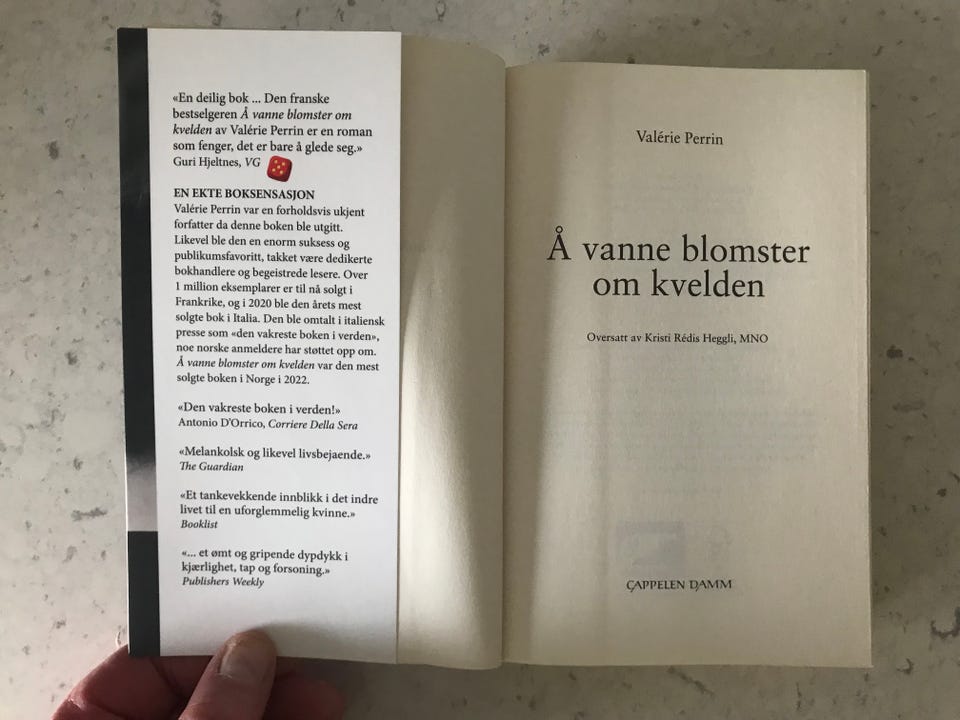 «En deilig bok ... Den franske
bestselgeren Å vanne blomster om
kvelden av Valérie Perrin er en roman
som fenger, det er bare å glede seg.»
Guri Hjeltnes, VG
EN EKTE BOKSENSASJON
Valérie Perrin var en forholdsvis ukjent
forfatter da denne boken ble utgitt.
Likevel ble den en enorm suksess og
publikumsfavoritt, takket være dedikerte
bokhandlere og begeistrede lesere. Over
1 million eksemplarer er til nå solgt i
Frankrike, og i 2020 ble den årets mest
solgte bok i Italia. Den ble omtalt i italiensk
presse som «den vakreste boken i verden»,
noe norske anmeldere har støttet opp om.
Å vanne blomster om kvelden var den mest
solgte boken i Norge i 2022.
«Den vakreste boken i verden!»
Antonio D'Orrico, Corriere Della Sera
«Melankolsk og likevel livsbejaende.»
The Guardian
«Et tankevekkende innblikk i det indre
livet til en uforglemmelig kvinne.»
Booklist
«... et ømt og gripende dypdykk i
kjærlighet, tap og forsoning.»
Publishers Weekly
Valérie Perrin
Å vanne blomster
om kvelden
Oversatt av Kristi Rédis Heggli, MNO
CAPPELEN DAMM